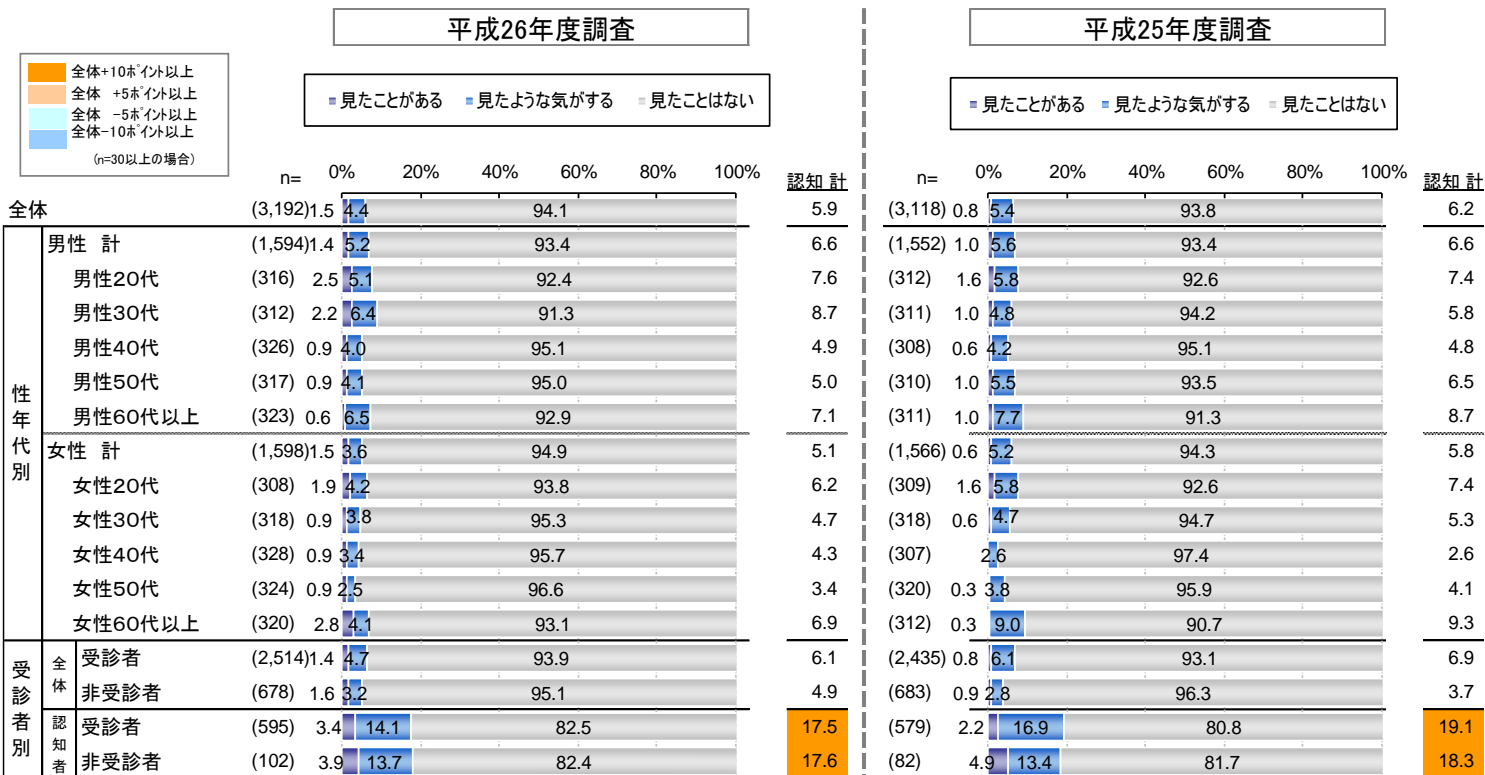 平成26年度調査
平成25年度調査
全体+10ポイント以上
全体 +5ポイント以上
全体 -5ポイント以上
全体-10ポイント以上
(n=30以上の場合)
見たことがある 見たような気がする 見たことはない
見たことがある 見たような気がする 見たことはない
n= 0% 20% 40% 60% 80% 100% 認知 計 n= 0% 20% 40% 60% 80% 100% 認知 計
全体 (3,192) 1.5 4.4 94.1 5.9 (3,118) 0.8 5.4 93.8 6.2
性年代別
男性 計 (1,594) 1.4 5.2 93.4 6.6 (1,552) 1.0 5.6 93.4 6.6
男性20代 (316) 2.5 5.1 92.4 7.6 (312) 1.6 5.8 92.6 7.4
男性30代 (312) 2.2 6.4 91.3 8.7 (311) 1.0 4.8 94.2 5.8
男性40代 (326) 0.9 4.0 95.1 4.9 (308) 0.6 4.2 95.1 4.8
男性50代 (317) 0.9 4.1 95.0 5.0 (310) 1.0 5.5 93.5 6.5
男性60代以上 (323) 0.6 6.5 92.9 7.1 (311) 1.0 7.7 91.3 8.7
女性 計 (1,598) 1.5 3.6 94.9 5.1 (1,566) 0.6 5.2 94.3 5.8
女性20代 (308) 1.9 4.2 93.8 6.2 (309) 1.6 5.8 92.6 7.4
女性30代 (318) 0.9 3.8 95.3 4.7 (318) 0.6 4.7 94.7 5.3
女性40代 (328) 0.9 3.4 95.7 4.3 (307) 2.6 97.4 2.6
女性50代 (324) 0.9 2.5 96.6 3.4 (320) 0.3 3.8 95.9 4.1
女性60代以上 (320) 2.8 4.1 93.1 6.9 (312) 0.3 9.0 90.7 9.3
受診者別
全体
受診者 (2,514) 1.4 4.7 93.9 6.1 (2,435) 0.8 6.1 93.1 6.9
非受診者 (678) 1.6 3.2 95.1 4.9 (683) 0.9 2.8 96.3 3.7
認知者
受診者 (595) 3.4 14.1 82.5 17.5 (579) 2.2 16.9 80.8 19.1
非受診者 (102) 3.9 13.7 82.4 17.6 (82) 4.9 13.4 81.7 18.3